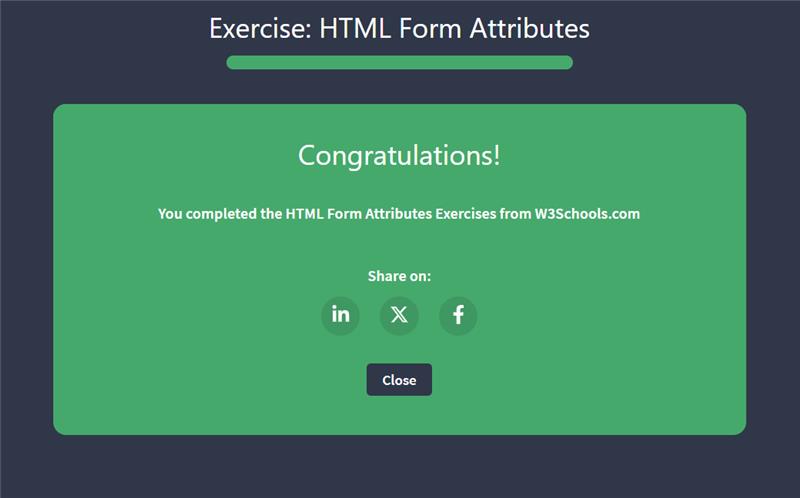 Exercise: HTML Form Attributes
Congratulations!
You completed the HTML Form Attributes Exercises from W3Schools.com
Share on:
in X f
Close